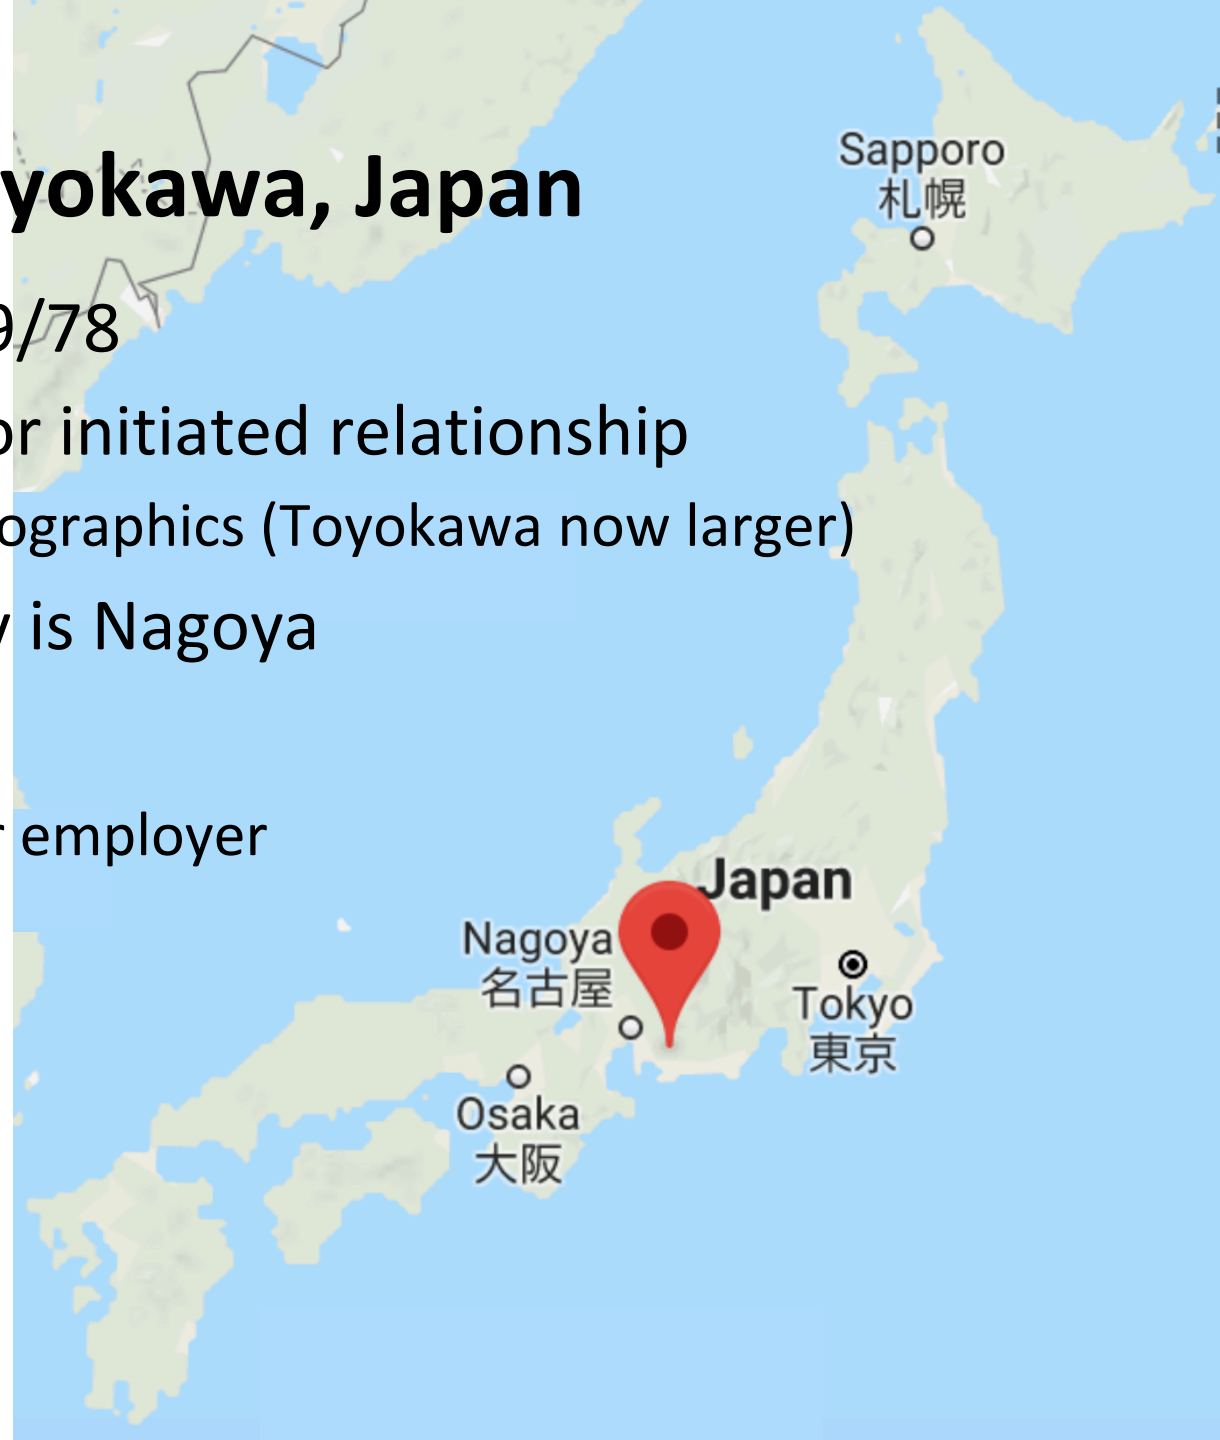 yokawa, Japan
9/78
or initiated relationship
ographics (Toyokawa now larger)
y is Nagoya
r employer
Sapporo
札幌
Japan
Nagoya
名古屋
Tokyo
東京
Osaka
大阪